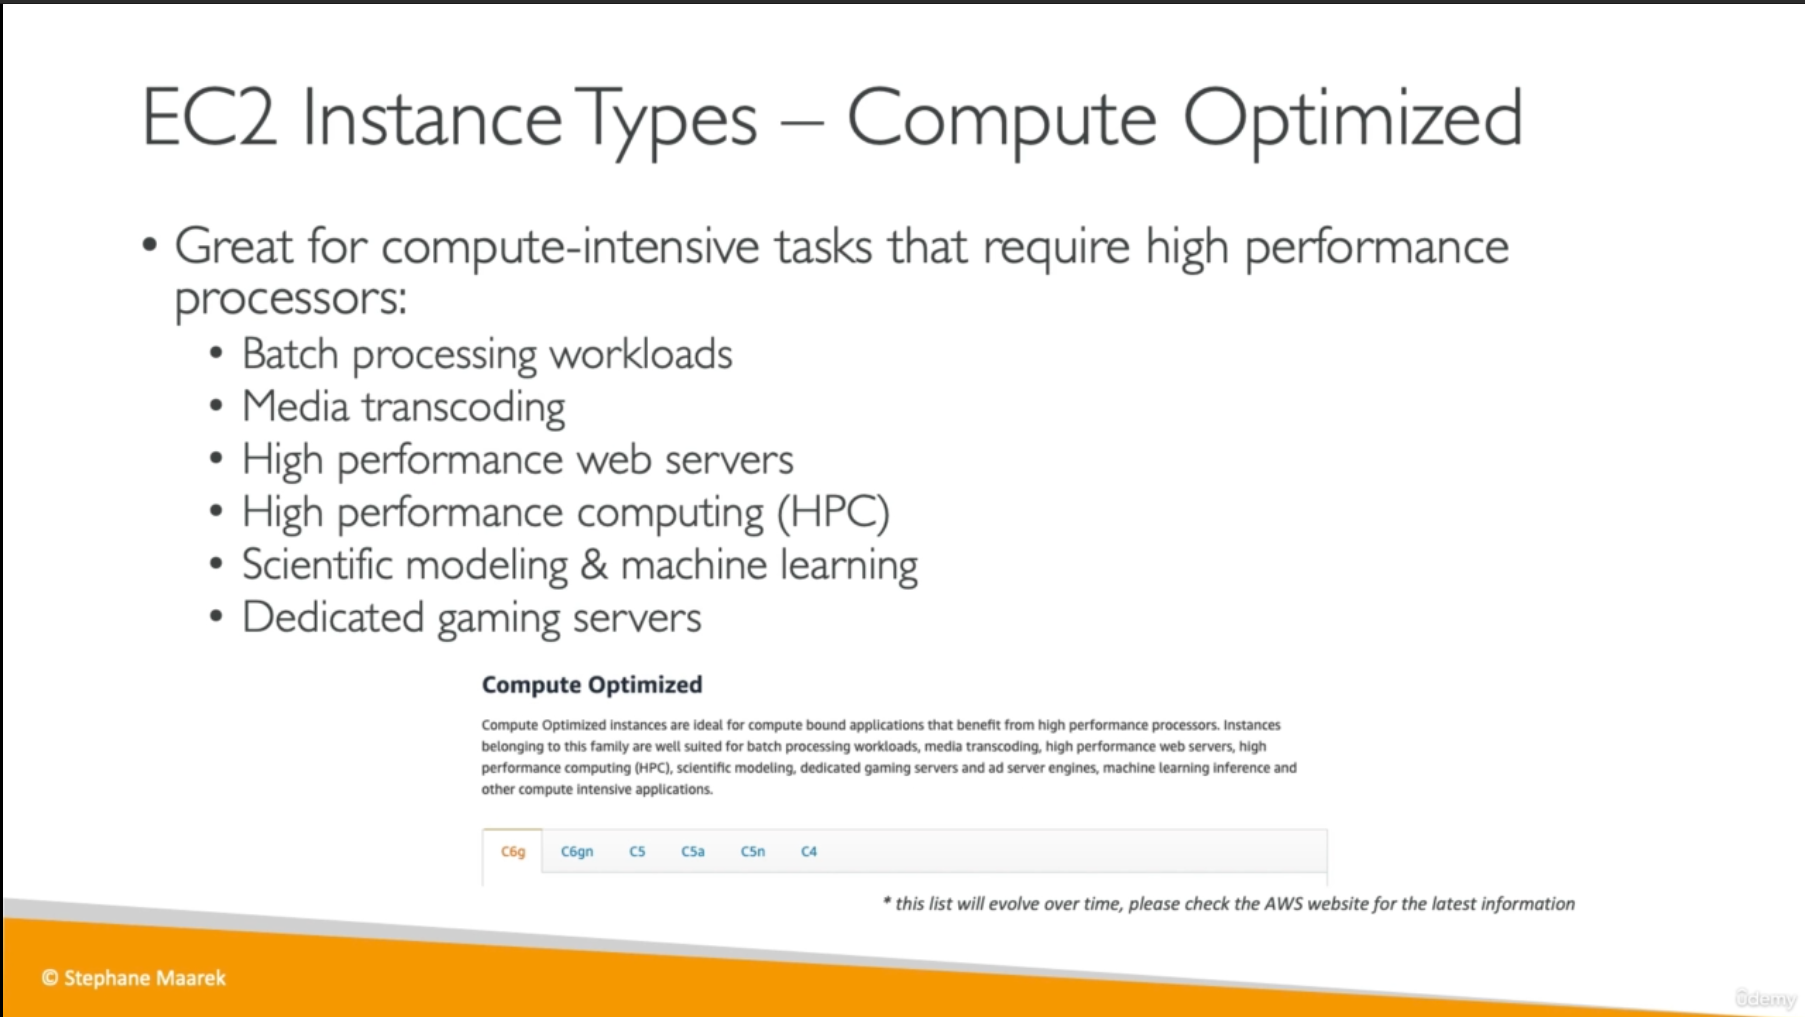 EC2 Instance Types – Compute Optimized
• Great for compute-intensive tasks that require high performance
processors:
• Batch processing workloads
• Media transcoding
• High performance web servers
• High performance computing (HPC)
• Scientific modeling & machine learning
• Dedicated gaming servers
Compute Optimized
Compute Optimized instances are ideal for compute bound applications that benefit from high performance processors. Instances
belonging to this family are well suited for batch processing workloads, media transcoding, high performance web servers, high
performance computing (HPC), scientific modeling, dedicated gaming servers and ad server engines, machine learning inference and
other compute intensive applications.
C6g C6gn C5 C5a C5n C4
* this list will evolve over time, please check the AWS website for the latest information
© Stephane Maarek
ûdemy